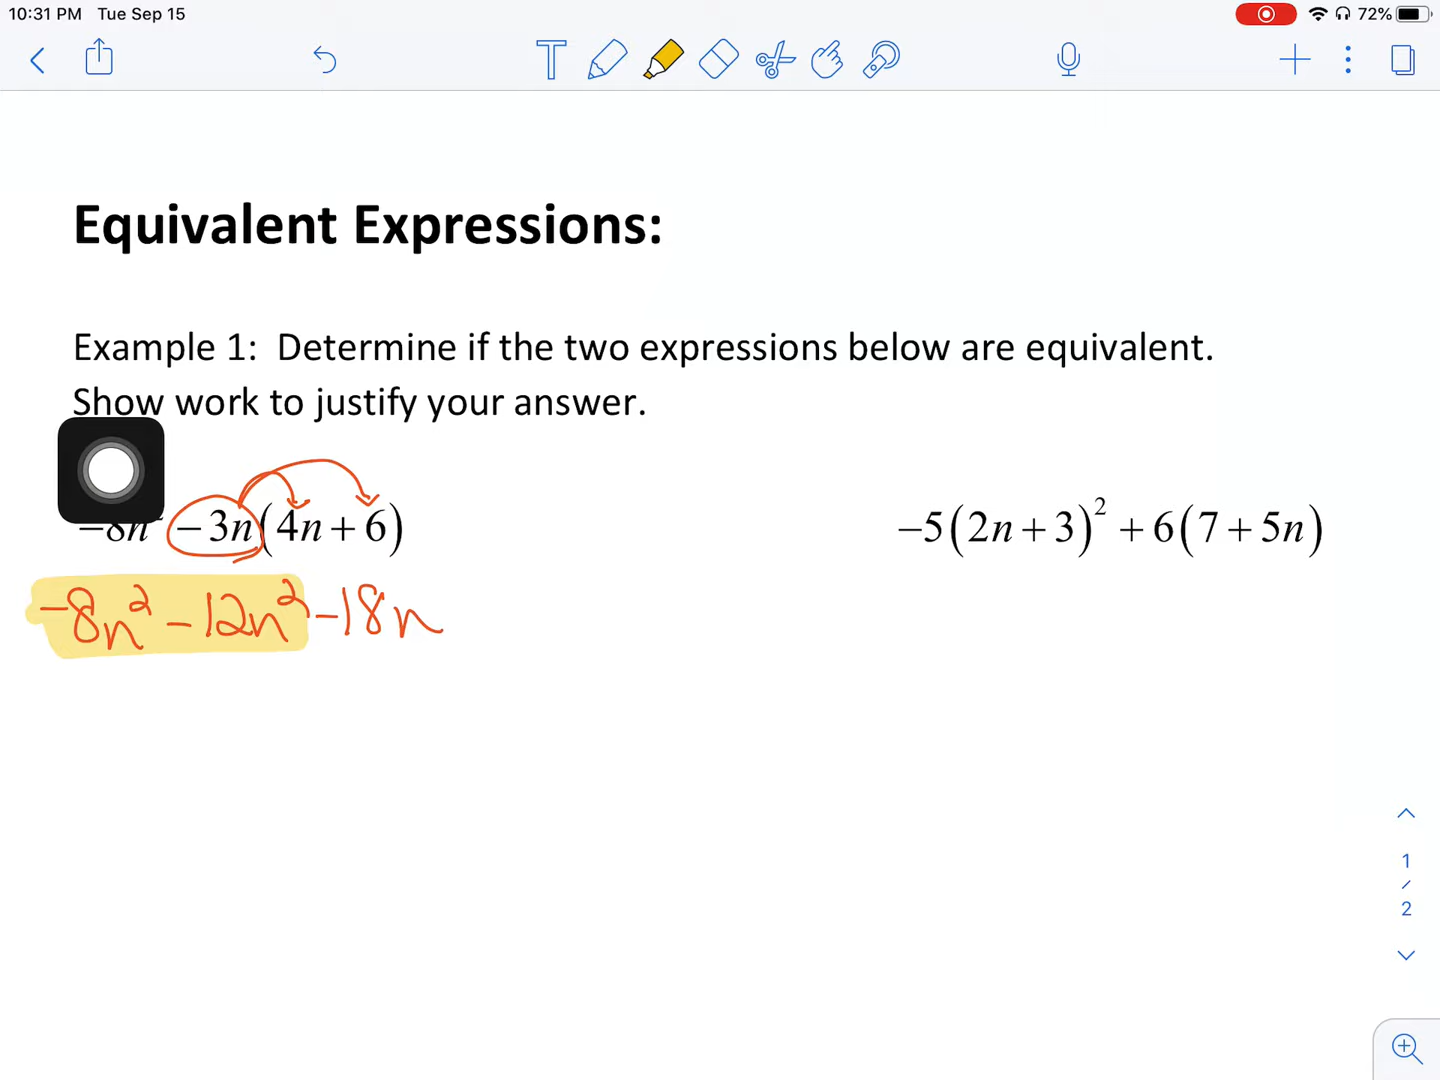 10:31 PM Tue Sep 15
72%
Equivalent Expressions:
Example 1: Determine if the two expressions below are equivalent.
Show work to justify your answer.
−8n² −3n(4n+6)
−5(2n+3)² +6(7+5n)
-8n² -12n² -18n
1
/
2